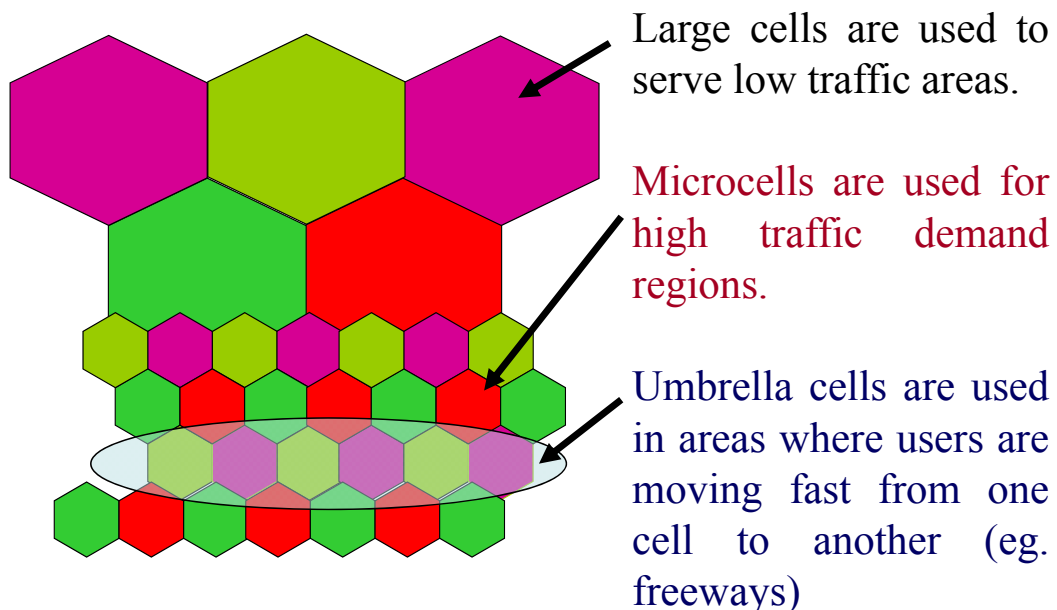 Large cells are used to
serve low traffic areas.
Microcells are used for
high traffic demand
regions.
Umbrella cells are used
in areas where users are
moving fast from one
cell to another (eg.
freeways)